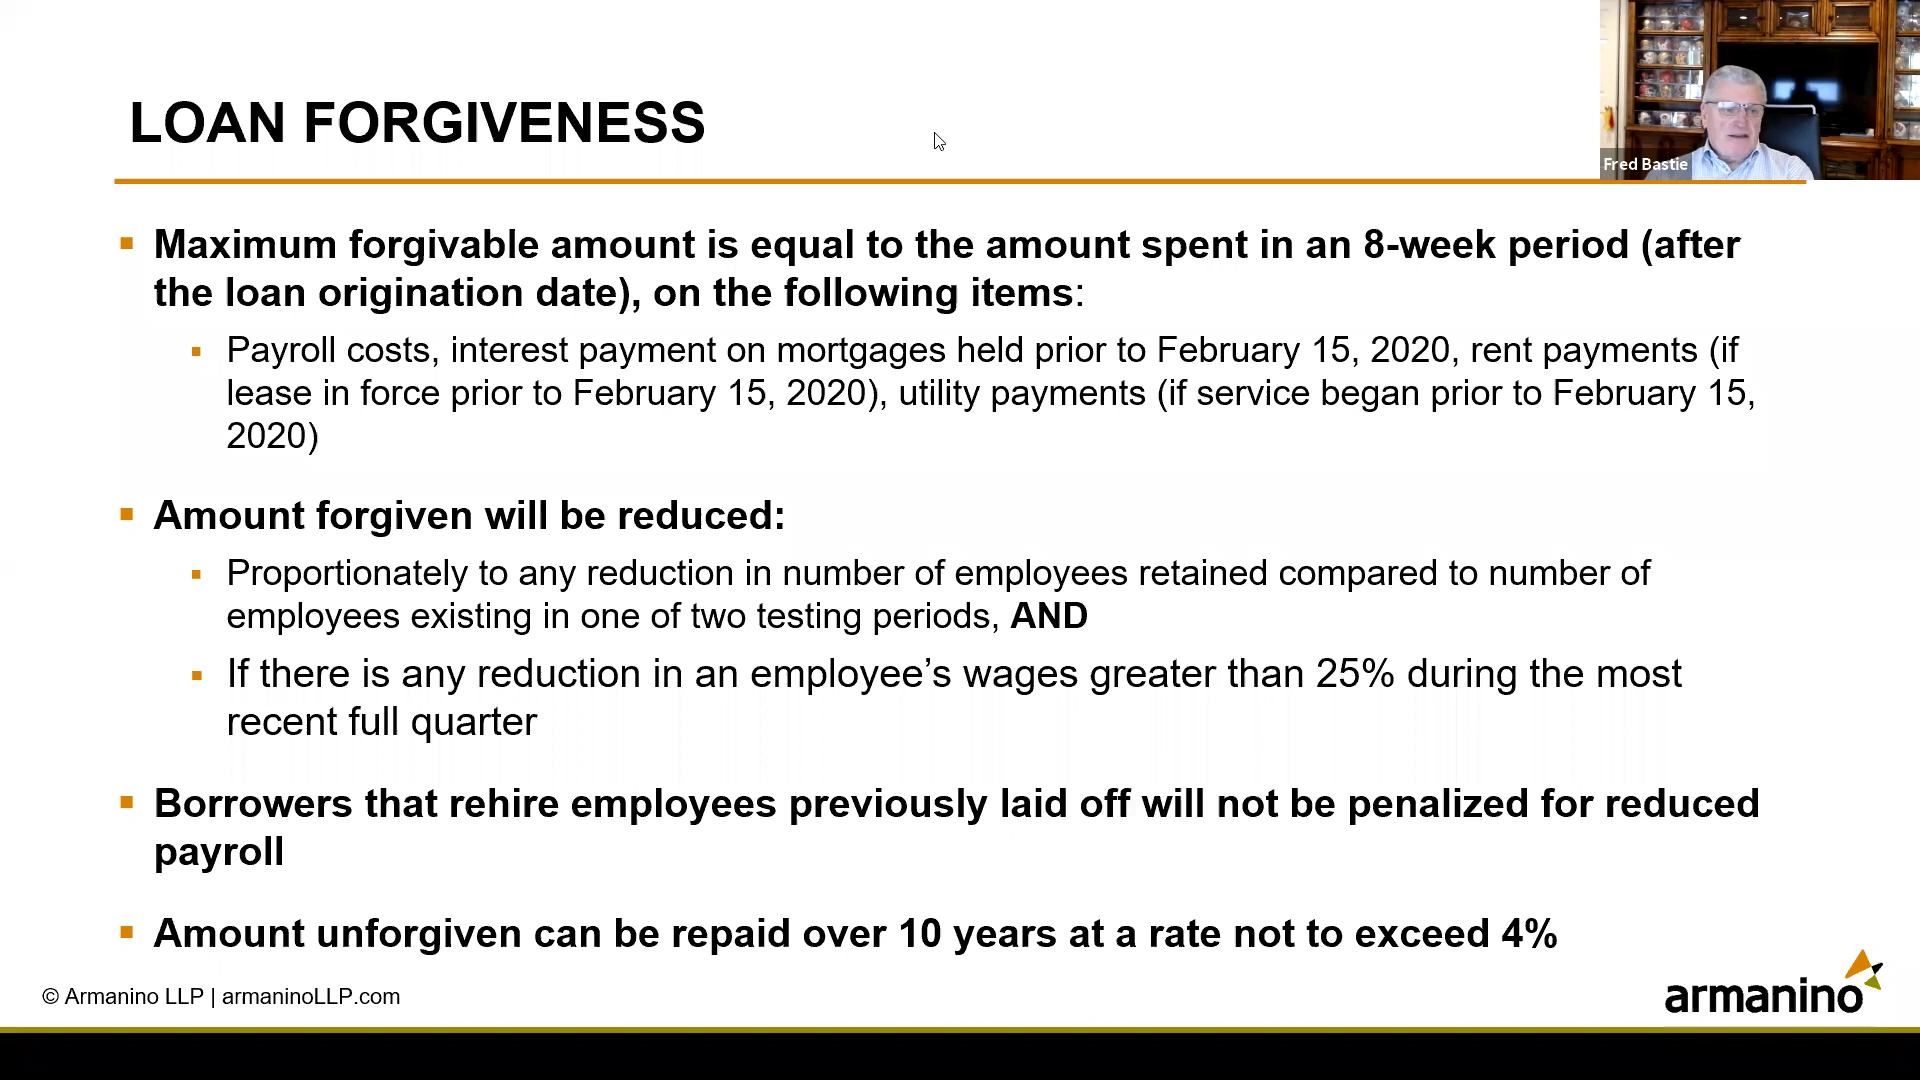 LOAN FORGIVENESS
Fred Bastie
Maximum forgivable amount is equal to the amount spent in an 8-week period (after
the loan origination date), on the following items:
Payroll costs, interest payment on mortgages held prior to February 15, 2020, rent payments (if
lease in force prior to February 15, 2020), utility payments (if service began prior to February 15,
2020)
Amount forgiven will be reduced:
Proportionately to any reduction in number of employees retained compared to number of
employees existing in one of two testing periods, AND
If there is any reduction in an employee’s wages greater than 25% during the most
recent full quarter
Borrowers that rehire employees previously laid off will not be penalized for reduced
payroll
Amount unforgiven can be repaid over 10 years at a rate not to exceed 4%
© Armanino LLP | armaninoLLP.com
armanino